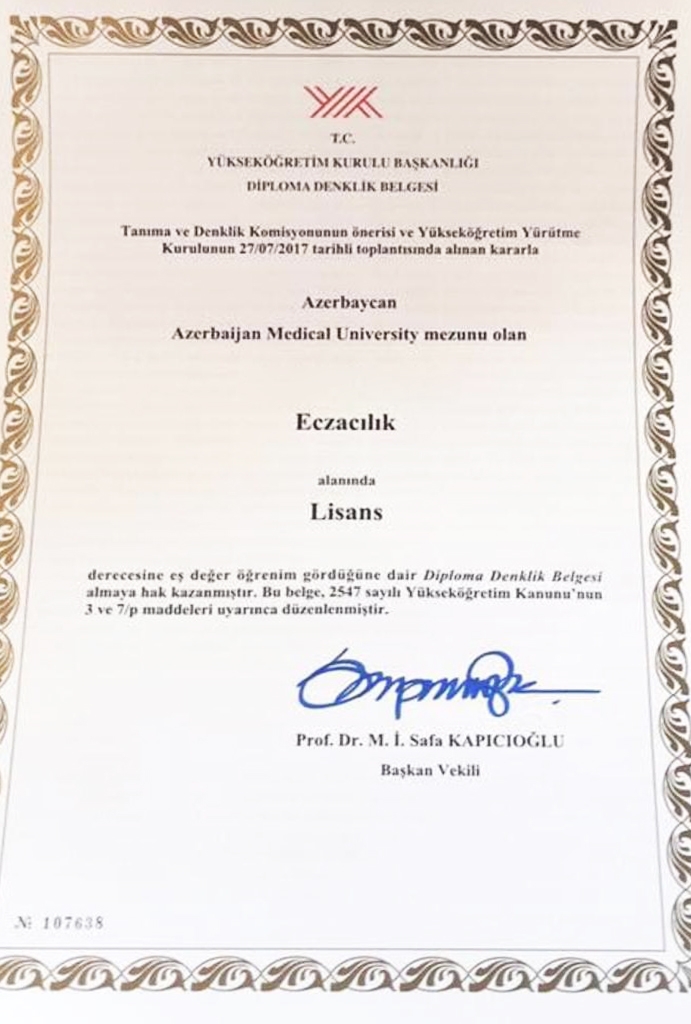 T.C.
YÜKSEKÖĞRETİM KURULU BAŞKANLIĞI
DİPLOMA DENKLİK BELGESİ
Tanıma ve Denklik Komisyonunun önerisi ve Yükseköğretim Yürütme
Kurulunun 27/07/2017 tarihli toplantısında alınan kararla
Azerbaycan
Azerbaijan Medical University mezunu olan
Eczacılık
alanında
Lisans
derecesine eş değer öğrenim gördüğüne dair Diploma Denklik Belgesi
almaya hak kazanmıştır. Bu belge, 2547 sayılı Yükseköğretim Kanunu'nun
3 ve 7/p maddeleri uyarınca düzenlenmiştir.
Prof. Dr. M. İ. Safa KAPICIOĞLU
Başkan Vekili
№ 107638